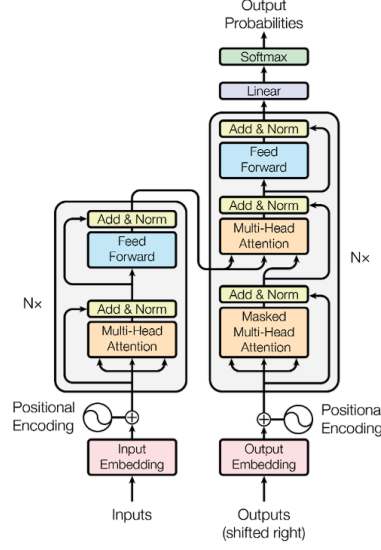 Output
Probabilities
Softmax
Linear
Add & Norm
Feed
Forward
Add & Norm
Multi-Head
Attention
Add & Norm
Masked
Multi-Head
Attention
Nx
Add & Norm
Feed
Forward
Add & Norm
Multi-Head
Attention
Nx
Positional
Encoding
Positional
Encoding
Input
Embedding
Output
Embedding
Inputs
Outputs
(shifted right)